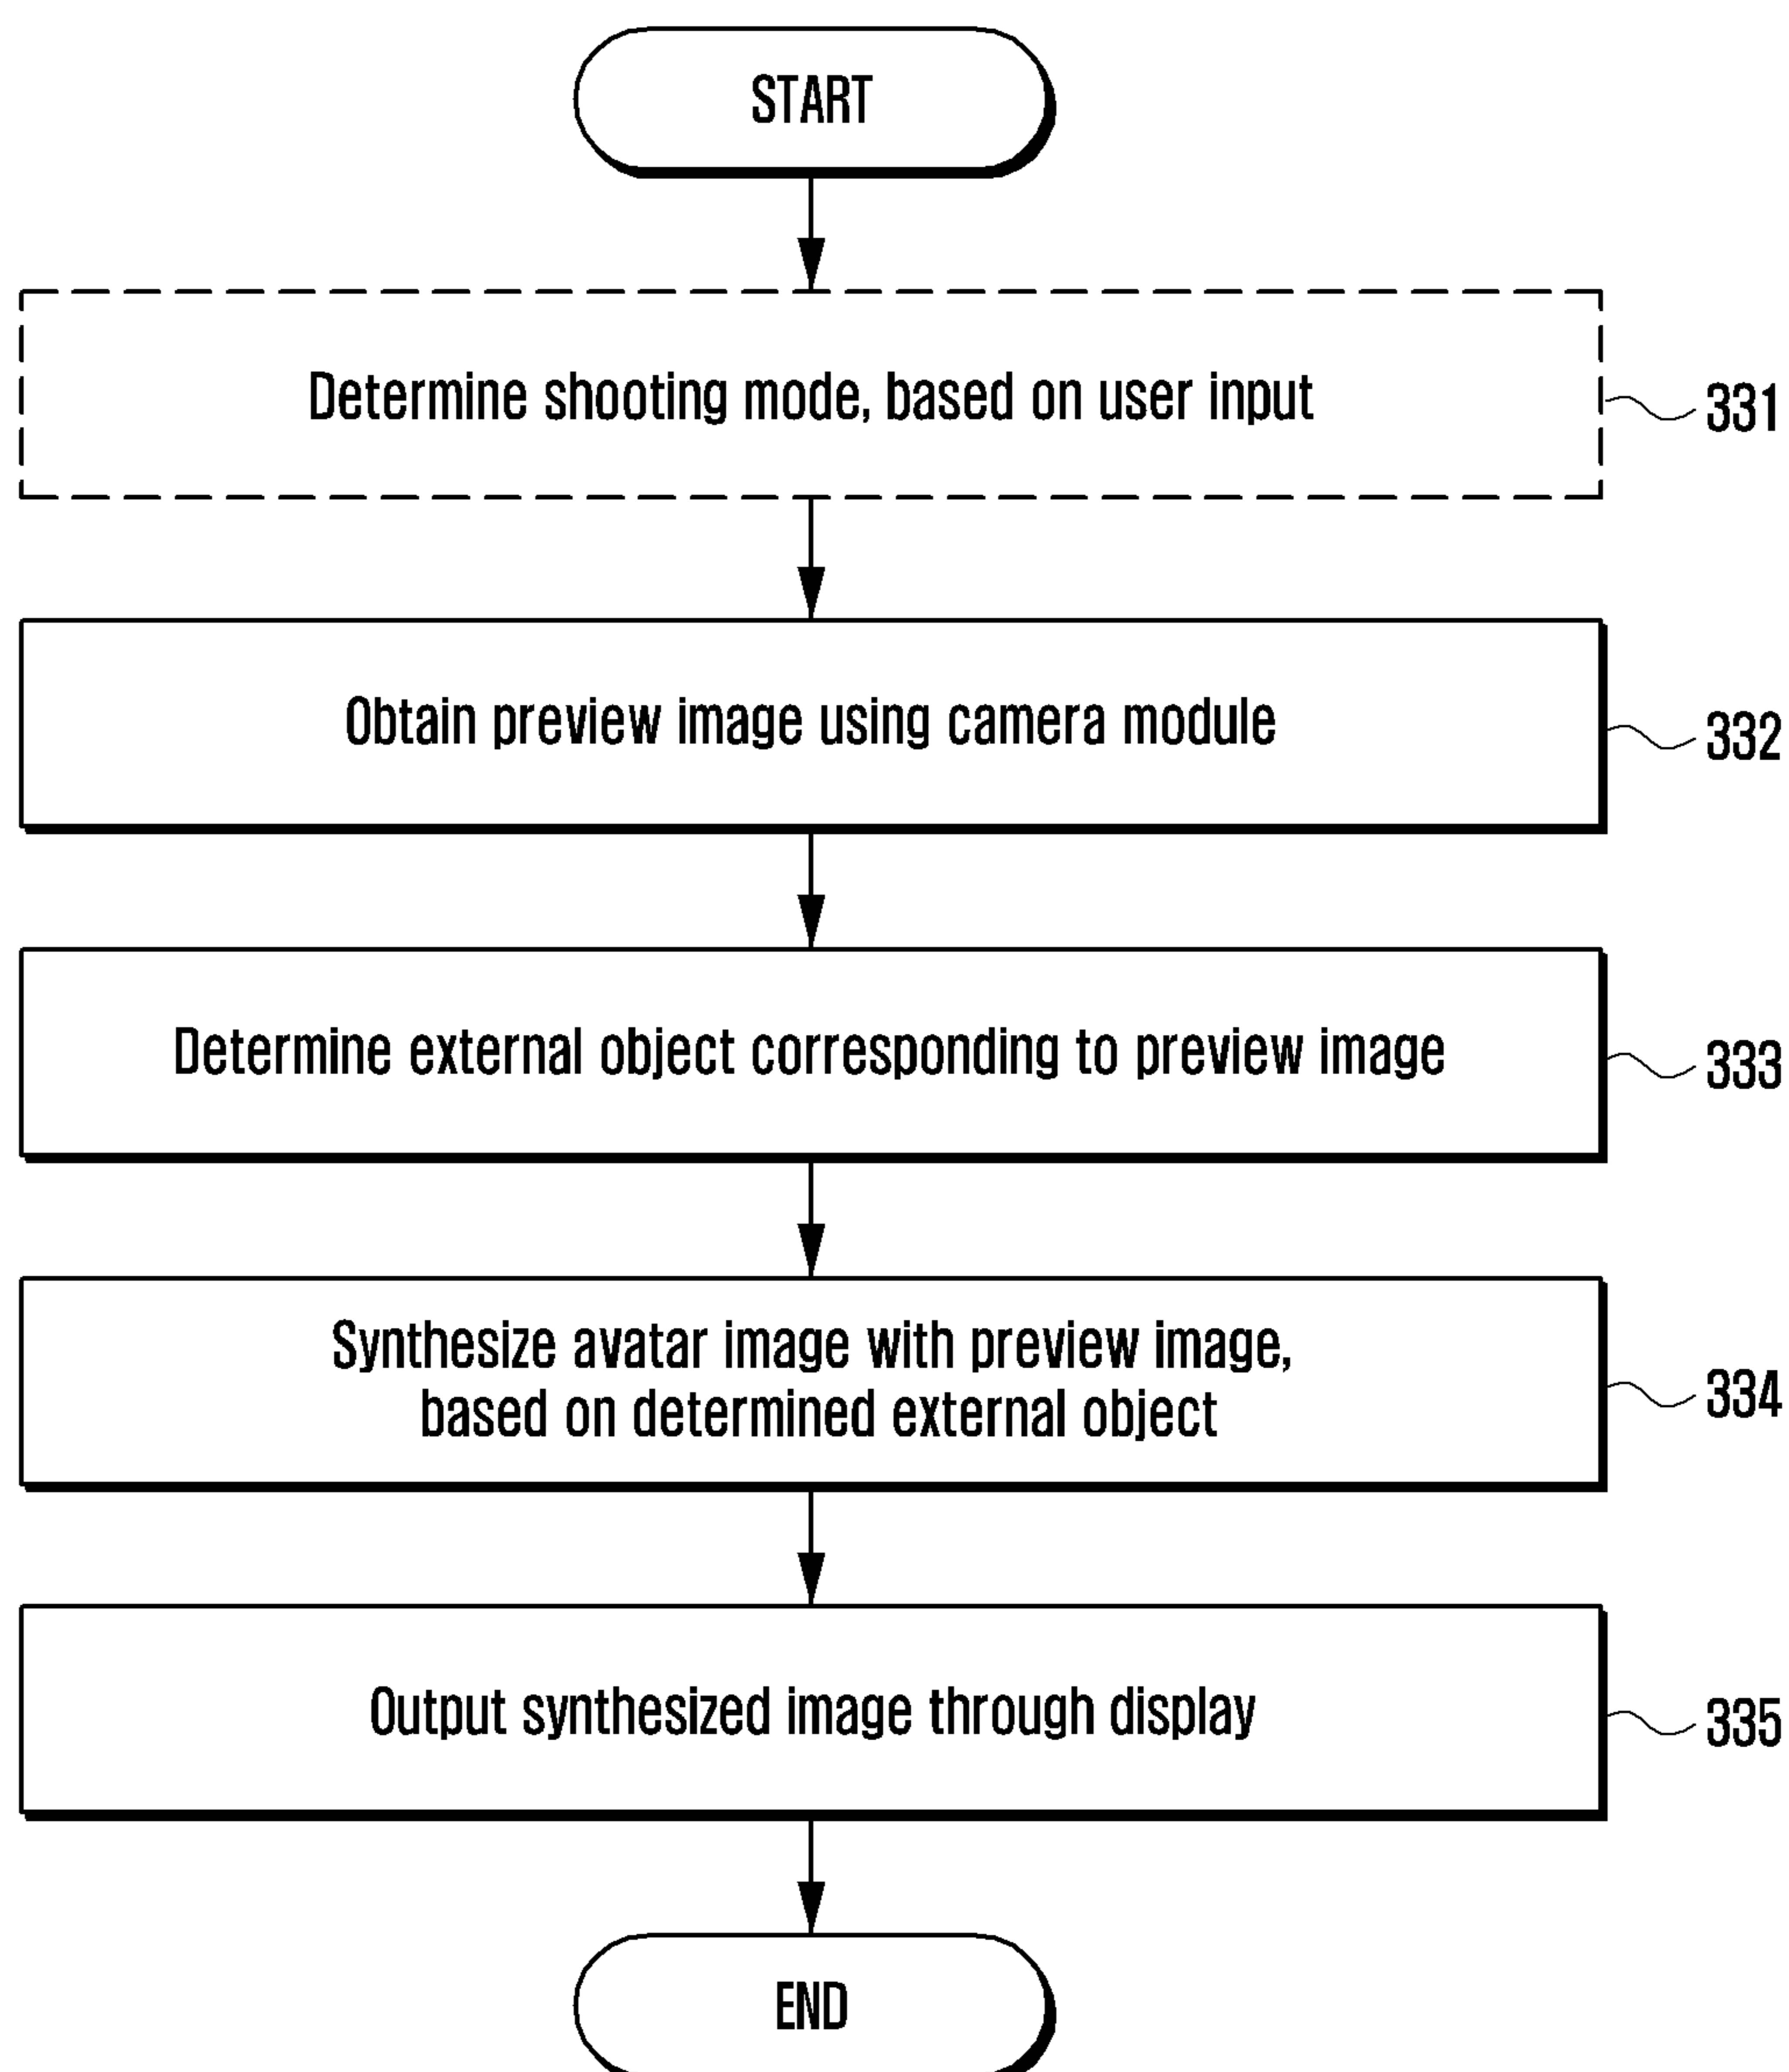 START
Determine shooting mode, based on user input
331
Obtain preview image using camera module
332
Determine external object corresponding to preview image
333
Synthesize avatar image with preview image,
based on determined external object
334
Output synthesized image through display
335
END